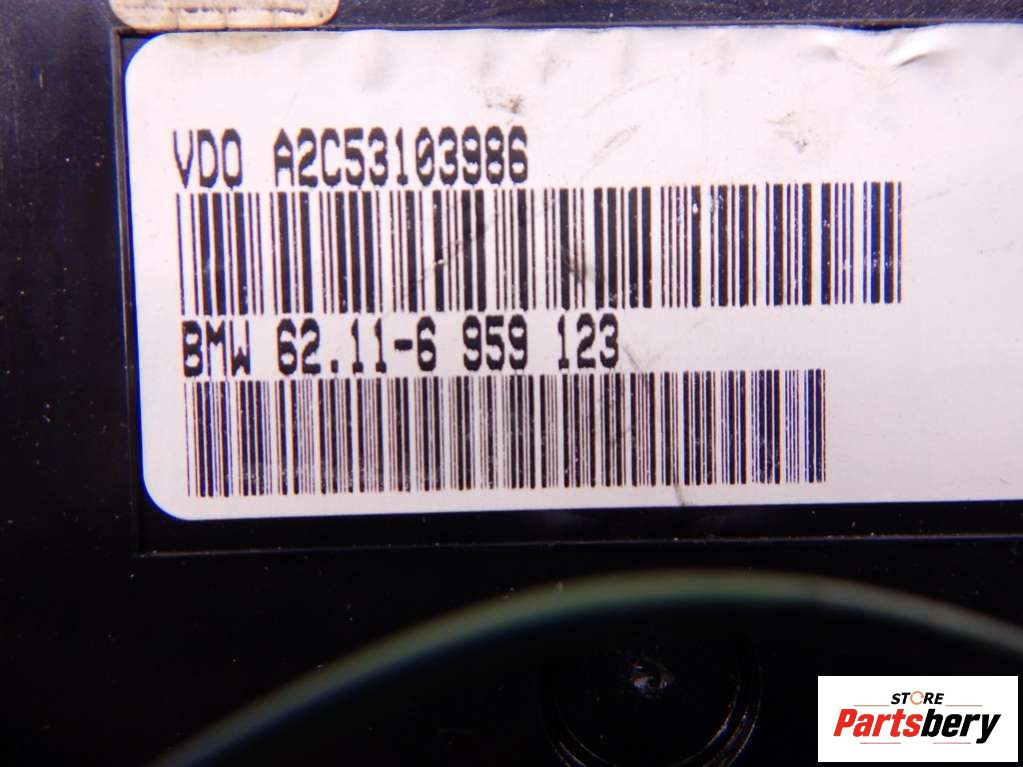 VDO A2C53103986
BMW 62.11-6 959 123
STORE
Partsbery